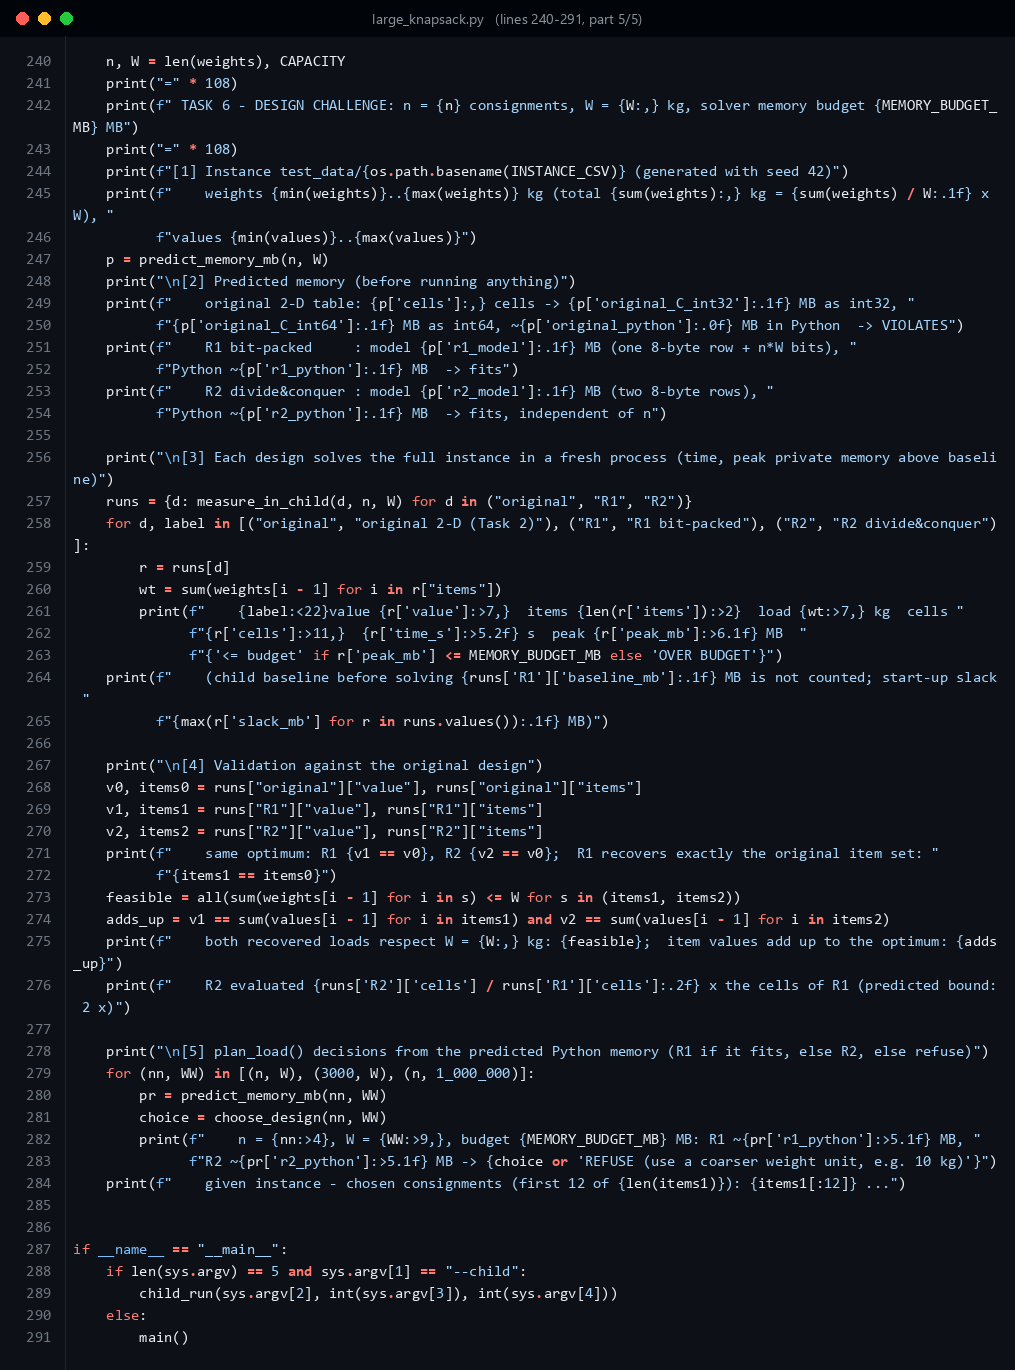 large_knapsack.py   (lines 240-291, part 5/5)
240     n, W = len(weights), CAPACITY
241     print("=" * 108)
242     print(f" TASK 6 - DESIGN CHALLENGE: n = {n} consignments, W = {W:,} kg, solver memory budget {MEMORY_BUDGET_
MB} MB")
243     print("=" * 108)
244     print(f"[1] Instance test_data/{os.path.basename(INSTANCE_CSV)} (generated with seed 42)")
245     print(f"    weights {min(weights)}..{max(weights)} kg (total {sum(weights):,} kg = {sum(weights) / W:.1f} x
W), "
246           f"values {min(values)}..{max(values)}")
247     p = predict_memory_mb(n, W)
248     print("\n[2] Predicted memory (before running anything)")
249     print(f"    original 2-D table: {p['cells']:,} cells -> {p['original_C_int32']:.1f} MB as int32, "
250           f"{p['original_C_int64']:.1f} MB as int64, ~{p['original_python']:.0f} MB in Python  -> VIOLATES")
251     print(f"    R1 bit-packed     : model {p['r1_model']:.1f} MB (one 8-byte row + n*W bits), "
252           f"Python ~{p['r1_python']:.1f} MB  -> fits")
253     print(f"    R2 divide&conquer : model {p['r2_model']:.1f} MB (two 8-byte rows), "
254           f"Python ~{p['r2_python']:.1f} MB  -> fits, independent of n")
255
256     print("\n[3] Each design solves the full instance in a fresh process (time, peak private memory above baseli
ne)")
257     runs = {d: measure_in_child(d, n, W) for d in ("original", "R1", "R2")}
258     for d, label in [("original", "original 2-D (Task 2)"), ("R1", "R1 bit-packed"), ("R2", "R2 divide&conquer")
]:
259         r = runs[d]
260         wt = sum(weights[i - 1] for i in r["items"])
261         print(f"    {label:<22}value {r['value']:>7,}  items {len(r['items']):>2}  load {wt:>7,} kg  cells "
262               f"{r['cells']:>11,}  {r['time_s']:>5.2f} s  peak {r['peak_mb']:>6.1f} MB  "
263               f"{'<= budget' if r['peak_mb'] <= MEMORY_BUDGET_MB else 'OVER BUDGET'}")
264     print(f"    (child baseline before solving {runs['R1']['baseline_mb']:.1f} MB is not counted; start-up slack
 "
265           f"{max(r['slack_mb'] for r in runs.values()):.1f} MB)")
266
267     print("\n[4] Validation against the original design")
268     v0, items0 = runs["original"]["value"], runs["original"]["items"]
269     v1, items1 = runs["R1"]["value"], runs["R1"]["items"]
270     v2, items2 = runs["R2"]["value"], runs["R2"]["items"]
271     print(f"    same optimum: R1 {v1 == v0}, R2 {v2 == v0};  R1 recovers exactly the original item set: "
272           f"{items1 == items0}")
273     feasible = all(sum(weights[i - 1] for i in s) <= W for s in (items1, items2))
274     adds_up = v1 == sum(values[i - 1] for i in items1) and v2 == sum(values[i - 1] for i in items2)
275     print(f"    both recovered loads respect W = {W:,} kg: {feasible};  item values add up to the optimum: {adds
_up}")
276     print(f"    R2 evaluated {runs['R2']['cells'] / runs['R1']['cells']:.2f} x the cells of R1 (predicted bound:
 2 x)")
277
278     print("\n[5] plan_load() decisions from the predicted Python memory (R1 if it fits, else R2, else refuse)")
279     for (nn, WW) in [(n, W), (3000, W), (n, 1_000_000)]:
280         pr = predict_memory_mb(nn, WW)
281         choice = choose_design(nn, WW)
282         print(f"    n = {nn:>4}, W = {WW:>9,}, budget {MEMORY_BUDGET_MB} MB: R1 ~{pr['r1_python']:>5.1f} MB, "
283               f"R2 ~{pr['r2_python']:>5.1f} MB -> {choice or 'REFUSE (use a coarser weight unit, e.g. 10 kg)'}")
284     print(f"    given instance - chosen consignments (first 12 of {len(items1)}): {items1[:12]} ...")
285
286
287 if __name__ == "__main__":
288     if len(sys.argv) == 5 and sys.argv[1] == "--child":
289         child_run(sys.argv[2], int(sys.argv[3]), int(sys.argv[4]))
290     else:
291         main()